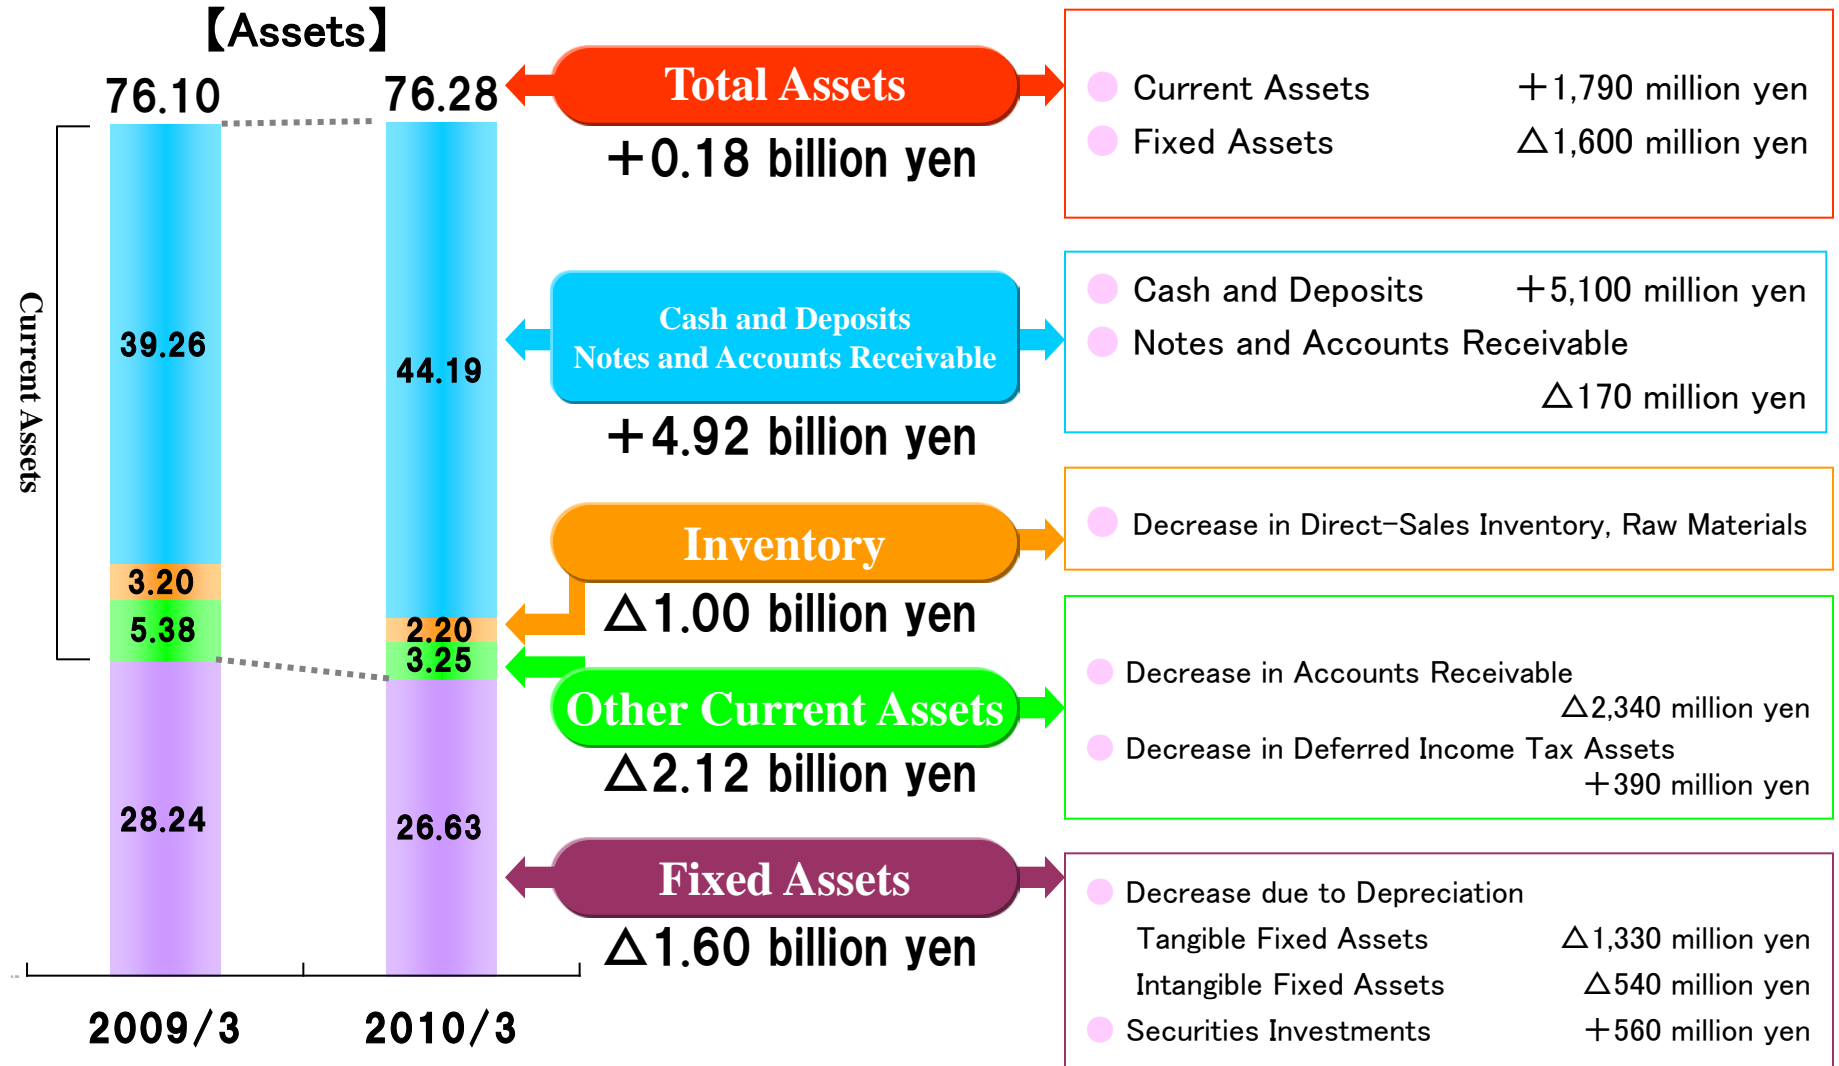 【Assets】
76.10
76.28
Current Assets
39.26
44.19
3.20
2.20
5.38
3.25
28.24
26.63
2009/3
2010/3
Total Assets
+0.18 billion yen
Current Assets +1,790 million yen
Fixed Assets △1,600 million yen
Cash and Deposits
Notes and Accounts Receivable
+4.92 billion yen
Cash and Deposits +5,100 million yen
Notes and Accounts Receivable
△170 million yen
Inventory
△1.00 billion yen
Decrease in Direct-Sales Inventory, Raw Materials
Other Current Assets
△2.12 billion yen
Decrease in Accounts Receivable
△2,340 million yen
Decrease in Deferred Income Tax Assets
+390 million yen
Fixed Assets
△1.60 billion yen
Decrease due to Depreciation
Tangible Fixed Assets △1,330 million yen
Intangible Fixed Assets △540 million yen
Securities Investments +560 million yen